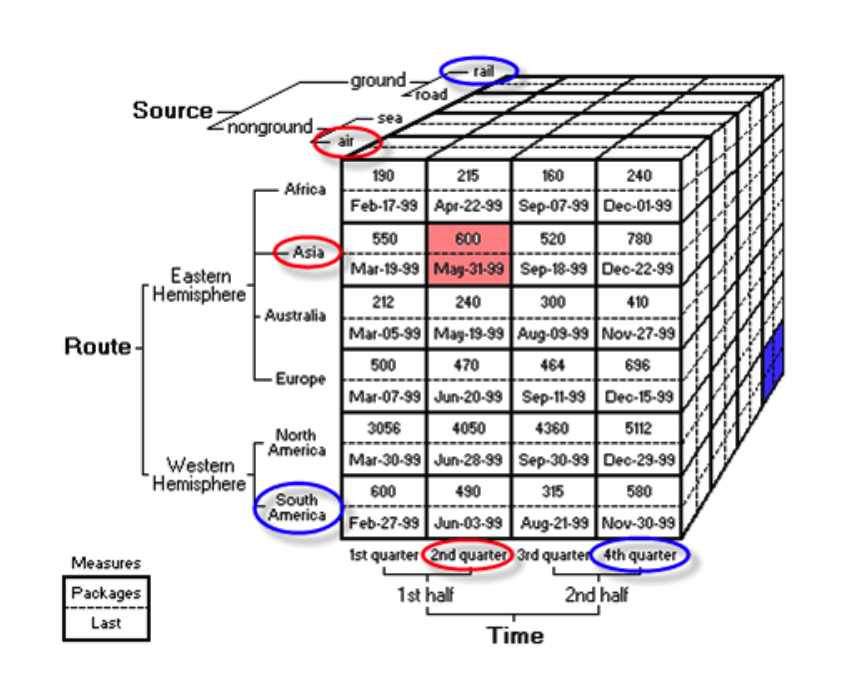 rail
ground
road
Source
sea
nonground
air
190 215 160 240
Africa
Feb-17-99 Apr-22-99 Sep-07-99 Dec-01-99
550 600 520 780
Asia
Mar-19-99 May-31-99 Sep-18-99 Dec-22-99
Eastern
Hemisphere
212 240 300 410
Australia
Mar-05-99 May-19-99 Aug-09-99 Nov-27-99
Route
500 470 464 696
Europe
Mar-07-99 Jun-20-99 Sep-11-99 Dec-15-99
3056 4050 4360 5112
North
America
Mar-30-99 Jun-28-99 Sep-30-99 Dec-29-99
Western
Hemisphere
600 490 315 580
South
America
Feb-27-99 Jun-03-99 Aug-21-99 Nov-30-99
1st quarter 2nd quarter 3rd quarter 4th quarter
Measures
Packages
Last
1st half 2nd half
Time